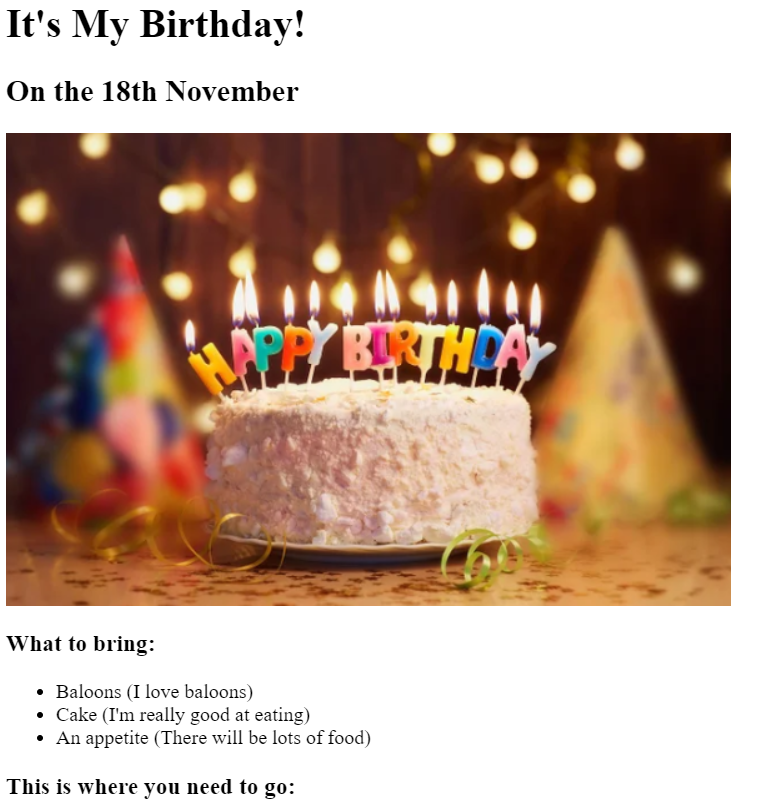 It's My Birthday!
On the 18th November
HAPPY BIRTHDAY
What to bring:
Baloons (I love baloons)
Cake (I'm really good at eating)
An appetite (There will be lots of food)
This is where you need to go: